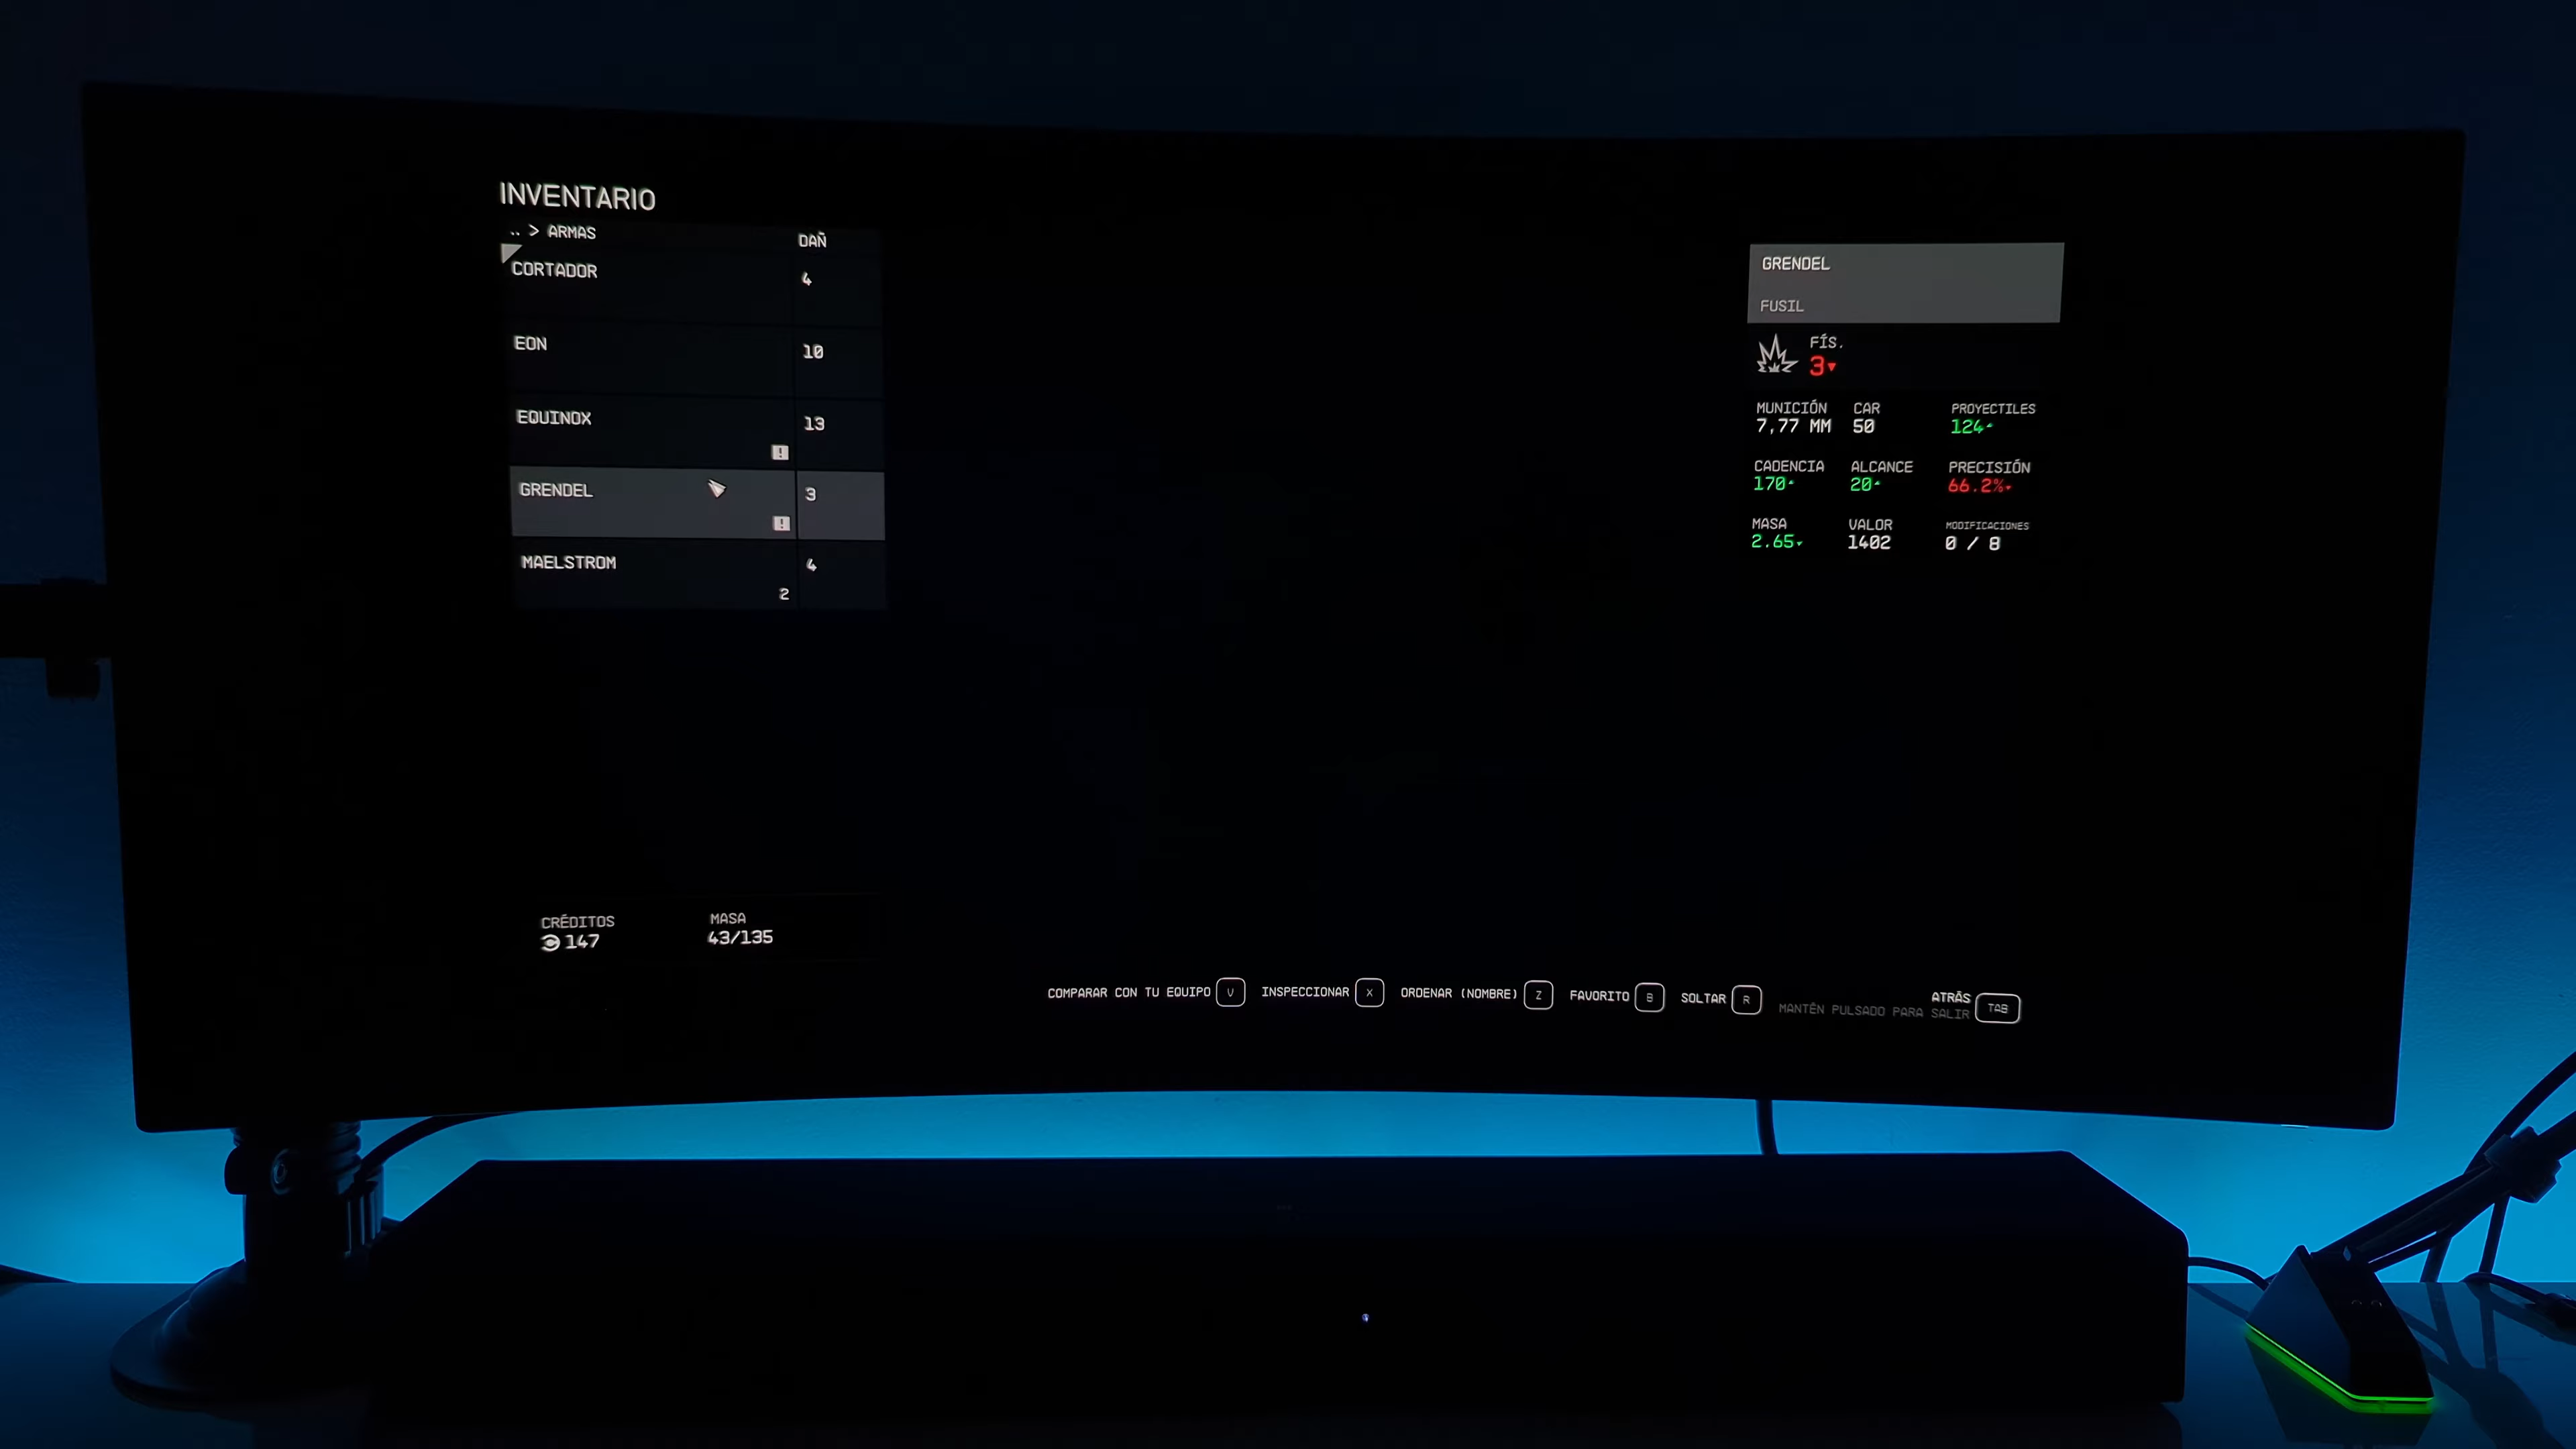 INVENTARIO
.. > ARMAS
DAÑ
CORTADOR
4
EON
10
EQUINOX
13
!
GRENDEL
3
!
MAELSTROM
4
2
CRÉDITOS
147
MASA
43/135
GRENDEL
FUSIL
FÍS.
3
MUNICIÓN CAR PROYECTILES
7,77 MM 50 124
CADENCIA ALCANCE PRECISIÓN
170 20 66.2%
MASA VALOR MODIFICACIONES
2.65 1402 0 / 8
COMPARAR CON TU EQUIPO V INSPECCIONAR X ORDENAR (NOMBRE) Z FAVORITO B SOLTAR R ATRÁS TAB
MANTÉN PULSADO PARA SALIR